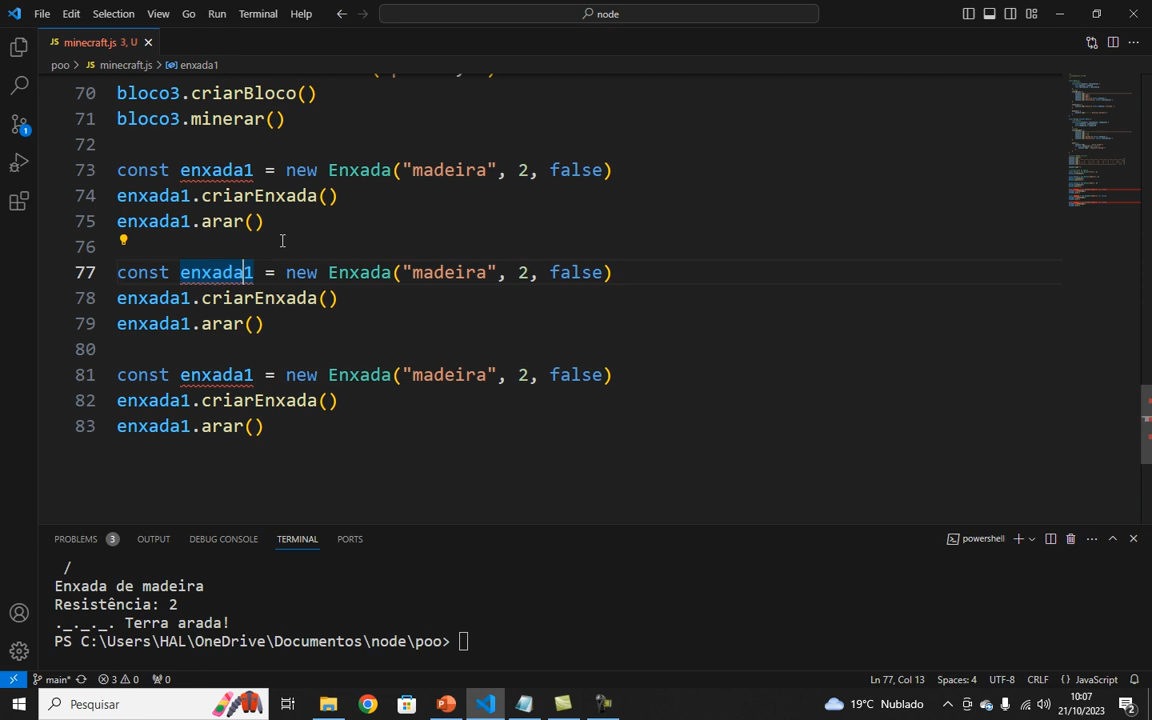 File Edit Selection View Go Run Terminal Help node
JS minecraft.js 3, U
poo > JS minecraft.js > enxada1
70 bloco3.criarBloco()
71 bloco3.minerar()
72
73 const enxada1 = new Enxada("madeira", 2, false)
74 enxada1.criarEnxada()
75 enxada1.arar()
76
77 const enxada1 = new Enxada("madeira", 2, false)
78 enxada1.criarEnxada()
79 enxada1.arar()
80
81 const enxada1 = new Enxada("madeira", 2, false)
82 enxada1.criarEnxada()
83 enxada1.arar()
PROBLEMS 3 OUTPUT DEBUG CONSOLE TERMINAL PORTS powershell
/
Enxada de madeira
Resistência: 2
._._._. Terra arada!
PS C:\Users\HAL\OneDrive\Documentos\node\poo>
main* 3 0 0 Ln 77, Col 13 Spaces: 4 UTF-8 CRLF {} JavaScript
Pesquisar 19°C Nublado 10:07
21/10/2023 2